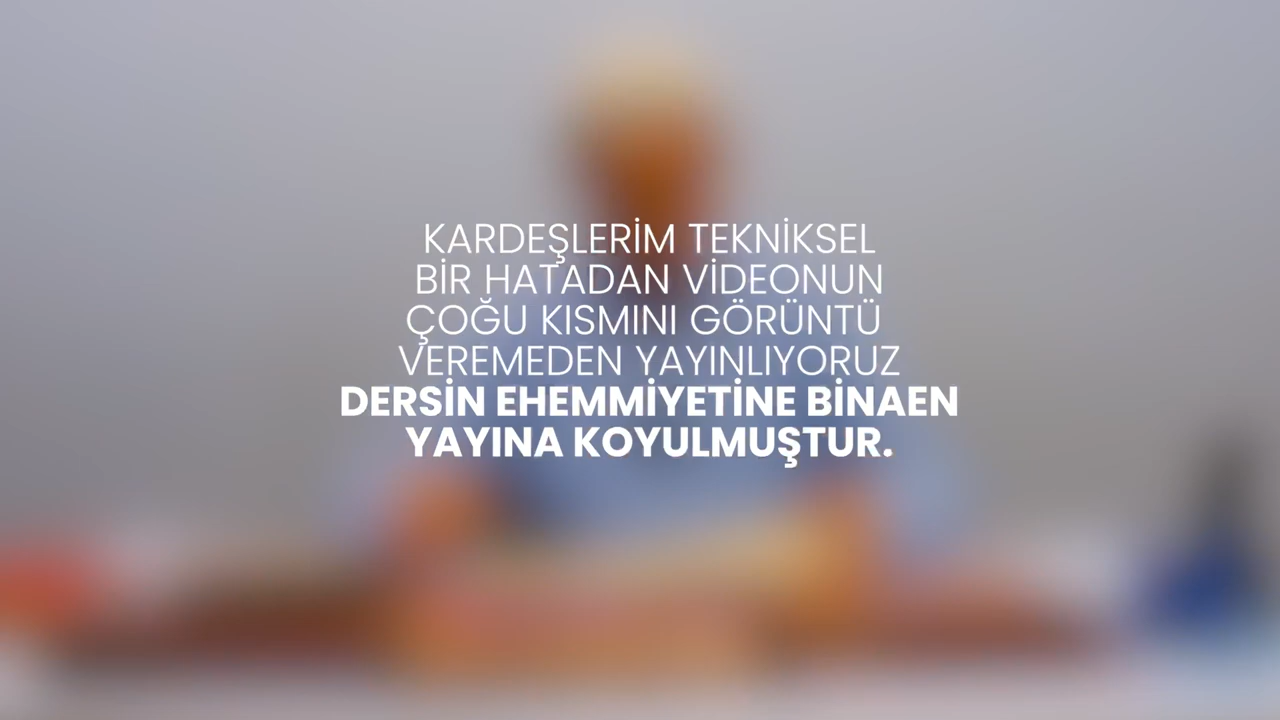 KARDEŞLERİM TEKNİKSEL
BİR HATADAN VİDEONUN
ÇOĞU KISMINI GÖRÜNTÜ
VEREMEDEN YAYINLIYORUZ
DERSİN EHEMMİYETİNE BİNAEN
YAYINA KOYULMUŞTUR.